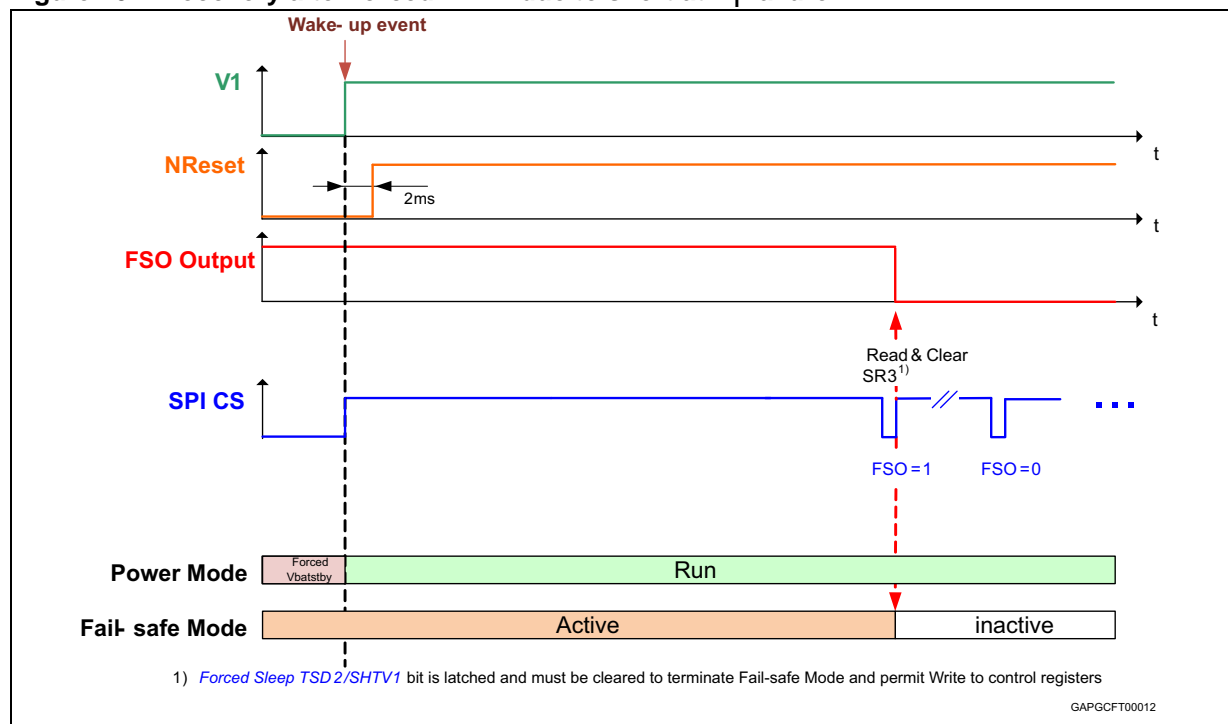 Wake- up event
V1
t
NReset
2ms
t
FSO Output
t
Read & Clear
SR3 1)
SPI CS
FSO = 1 FSO = 0
Forced
Vbatstby
Power Mode Run
Fail- safe Mode Active inactive
1) Forced Sleep TSD 2/SHTV1 bit is latched and must be cleared to terminate Fail-safe Mode and permit Write to control registers
GAPGCFT00012